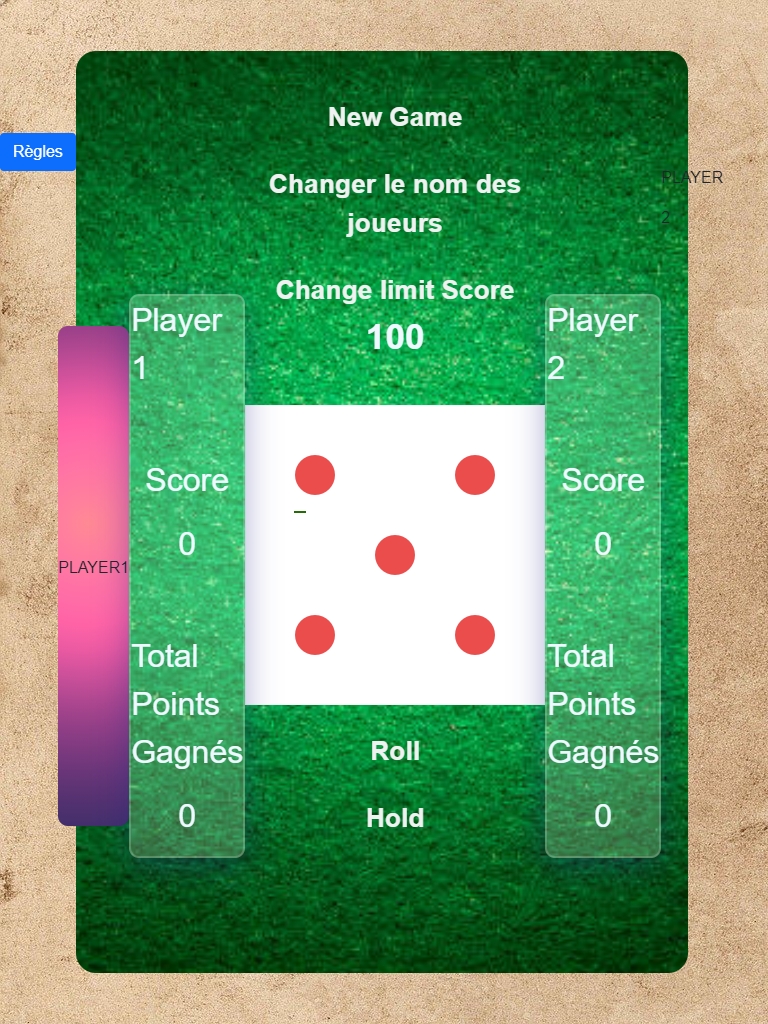 New Game
Règles
Changer le nom des
joueurs
PLAYER
2
Change limit Score
100
Player
1
Score
0
Total
Points
Gagnés
0
PLAYER1
Roll
Hold
Player
2
Score
0
Total
Points
Gagnés
0